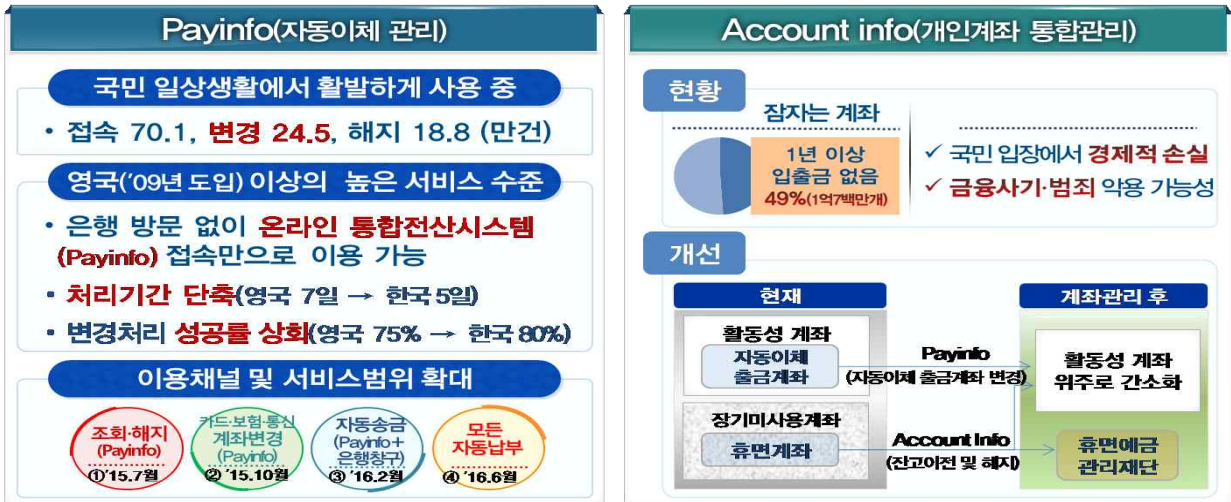 Payinfo(자동이체 관리)
국민 일상생활에서 활발하게 사용 중
• 접속 70.1, 변경 24.5, 해지 18.8 (만건)
영국('09년 도입) 이상의 높은 서비스 수준
• 은행 방문 없이 온라인 통합전산시스템
(Payinfo) 접속만으로 이용 가능
• 처리기간 단축(영국 7일 → 한국5일)
• 변경처리 성공률 상회(영국 75% → 한국 80%)
이용채널 및 서비스범위 확대
조회·해지
(Payinfo)
①'15.7월
카드·보험·통신
계좌변경
(Payinfo)
② '15.10월
자동송금
(Payinfo+
은행창구)
③ '16.2월
모든
자동납부
④ '16.6월
Account info(개인계좌 통합관리)
현황
잠자는 계좌
1년 이상
입출금 없음
49%(1억7백만개)
✓ 국민 입장에서 경제적 손실
✓ 금융사기·범죄 악용 가능성
개선
현재
활동성 계좌
자동이체
출금계좌
장기미사용계좌
휴면계좌
Payinfo
(자동이체 출금계좌 변경)
Account Info
(잔고이전 및 해지)
계좌관리 후
활동성 계좌
위주로 간소화
휴면예금
관리재단